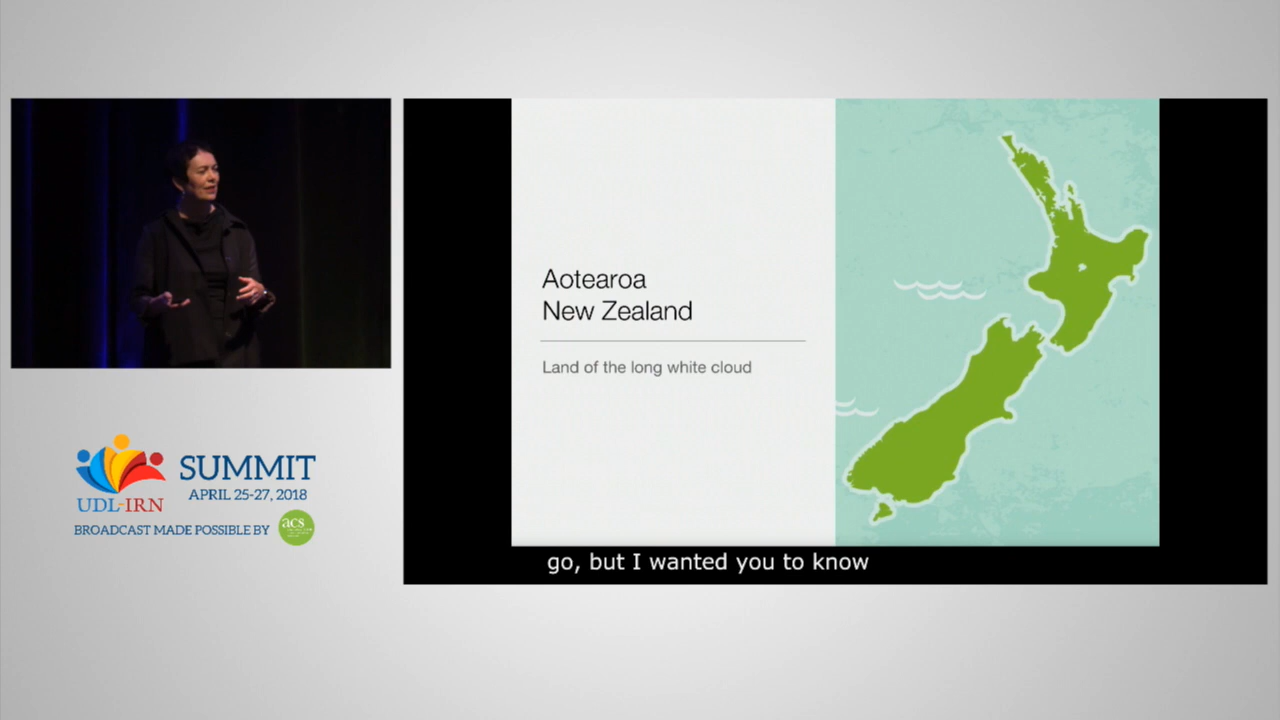 Aotearoa
New Zealand
Land of the long white cloud
go, but I wanted you to know
SUMMIT
APRIL 25-27, 2018
UDL-IRN
BROADCAST MADE POSSIBLE BY
acs